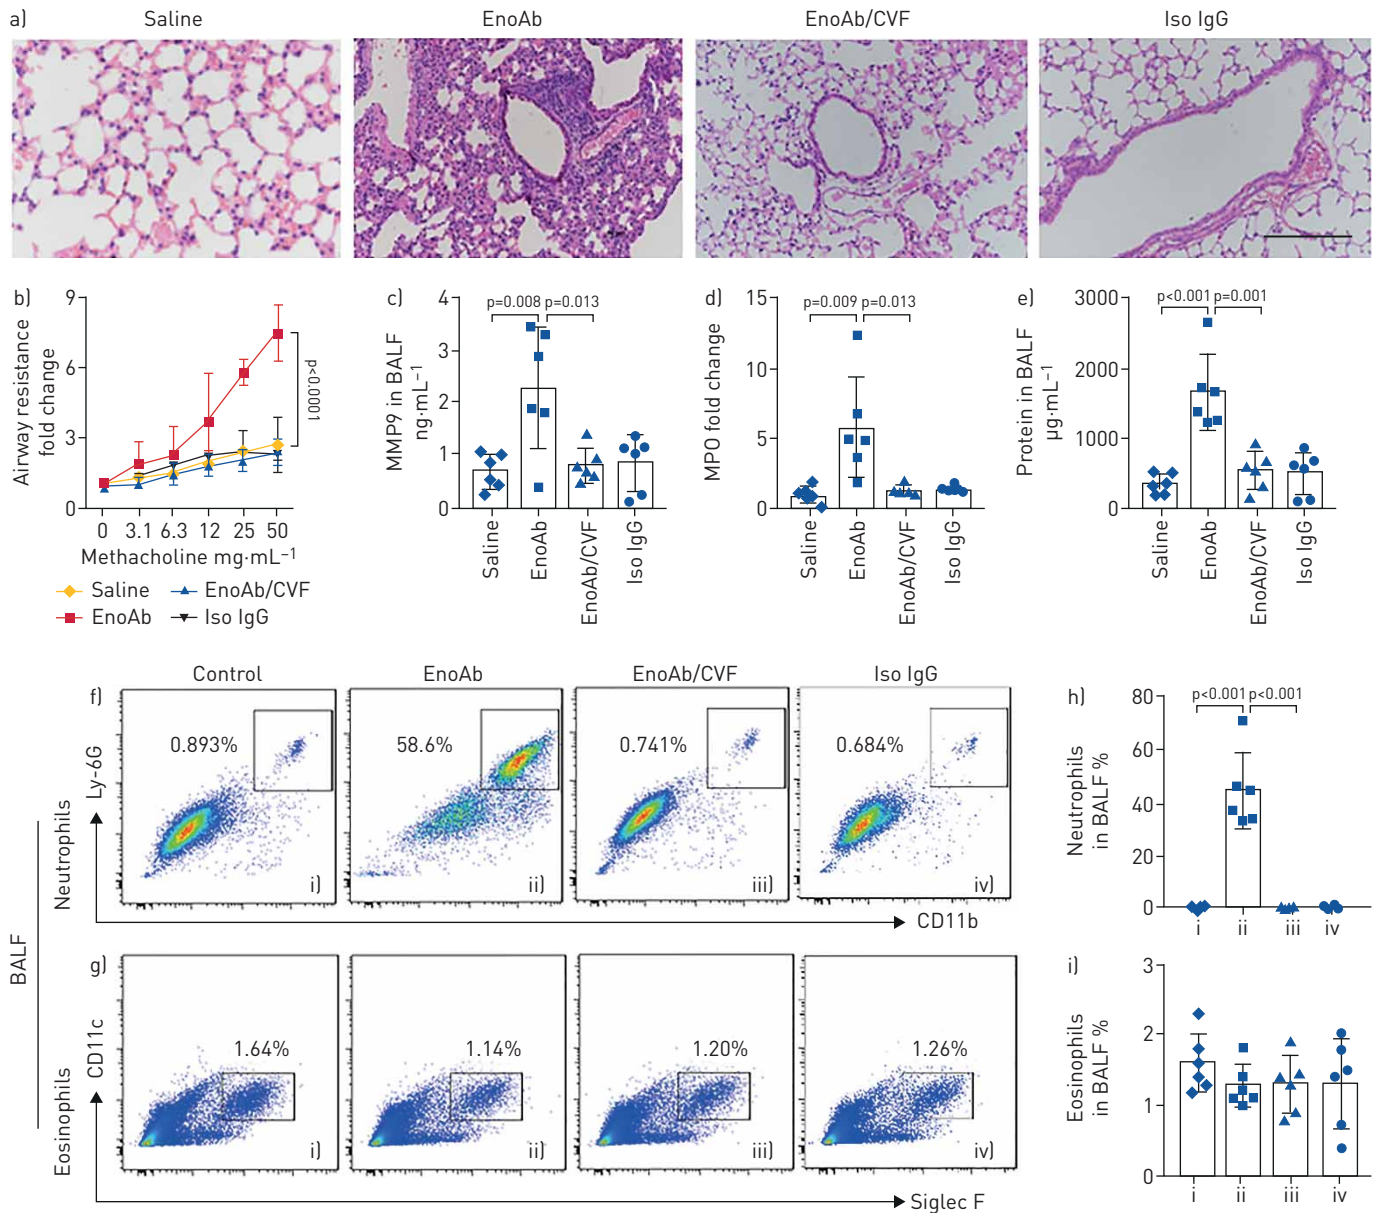 a)
Saline
EnoAb
EnoAb/CVF
Iso IgG
b)
Airway resistance
fold change
9
6
3
0
p<0.0001
0 3.1 6.3 12 25 50
Methacholine mg·mL⁻¹
Saline
EnoAb/CVF
EnoAb
Iso IgG
c)
MMP9 in BALF
ng·mL⁻¹
4
3
2
1
0
p=0.008 p=0.013
Saline
EnoAb
EnoAb/CVF
Iso IgG
d)
MPO fold change
15
10
5
0
p=0.009 p=0.013
Saline
EnoAb
EnoAb/CVF
Iso IgG
e)
Protein in BALF
µg·mL⁻¹
3000
2000
1000
0
p<0.001 p=0.001
Saline
EnoAb
EnoAb/CVF
Iso IgG
BALF
Control
EnoAb
EnoAb/CVF
Iso IgG
f)
Neutrophils
Ly-6G
0.893%
i)
58.6%
ii)
0.741%
iii)
0.684%
iv)
CD11b
g)
Eosinophils
CD11c
1.64%
i)
1.14%
ii)
1.20%
iii)
1.26%
iv)
Siglec F
h)
Neutrophils
in BALF %
80
60
40
20
0
p<0.001 p<0.001
i ii iii iv
i)
Eosinophils
in BALF %
3
2
1
0
i ii iii iv